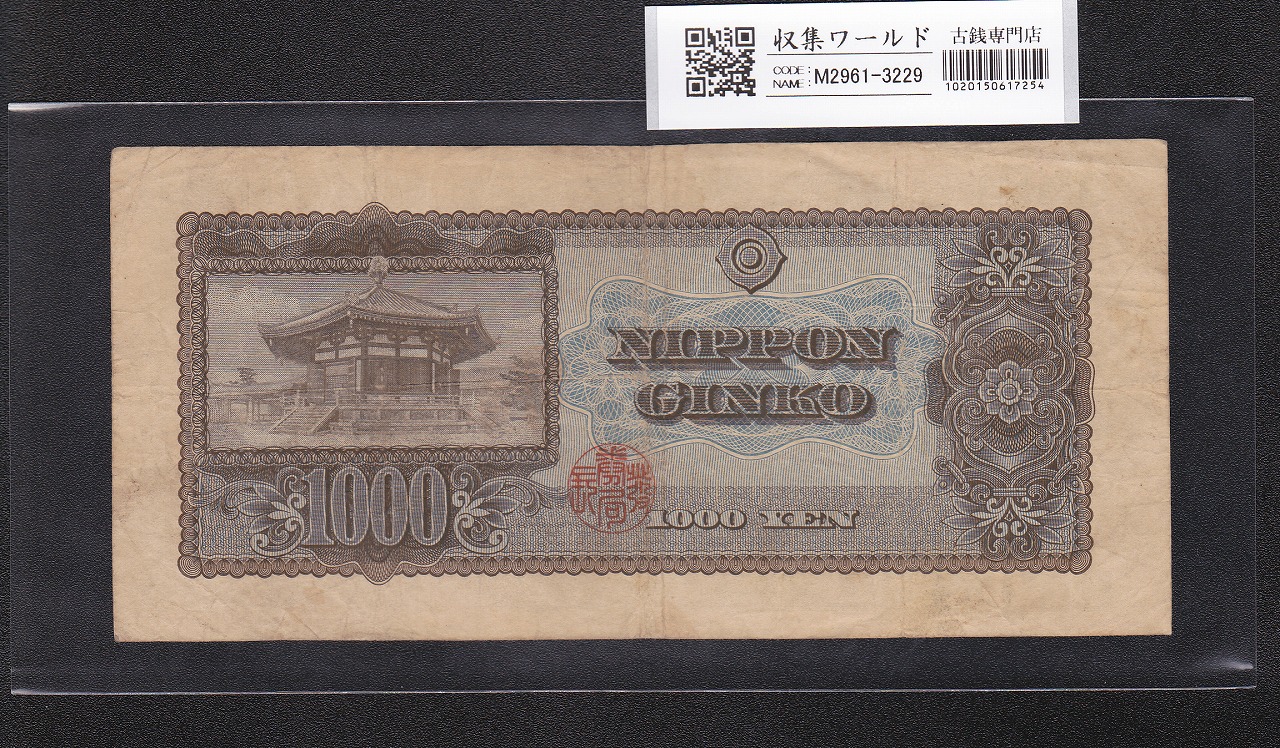 収集ワールド 古銭専門店
CODE:
NAME: M2961-3229
1020150617254
NIPPON
GINKO
1000
1000 YEN